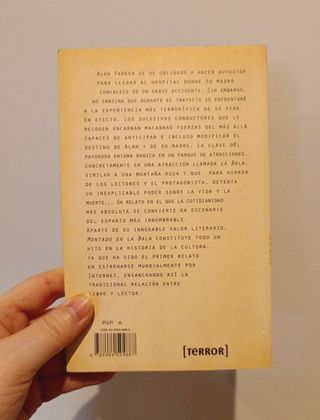 Alan Parker se ve obligado a hacer autostop
para llegar al hospital donde su madre
convalece de un grave accidente. Sin embargo,
no imagina que durante el trayecto se enfrentará
a la experiencia más terrorífica de su vida.
En efecto, los sucesivos conductores que le
recogen encarnan macabras fuerzas del más allá
capaces de anticipar e incluso modificar el
destino de Alan y de su madre. La clave del
pavoroso enigma radica en un parque de atracciones,
concretamente en una atracción llamada La Bala,
similar a una montaña rusa y que, para horror
de los lectores y el protagonista, detenta
un inexplicable poder sobre la vida y la
muerte... Un relato en el que la cotidianidad
más absoluta se convierte en escenario
del espanto más innombrable.
Aparte de su innegable valor literario,
Montado en la Bala constituye todo un
hito en la historia de la cultura,
ya que ha sido el primer relato
en estrenarse mundialmente por
Internet, ensanchando así la
tradicional relación entre
libro y lector.
P.V.P. A
[TERROR]